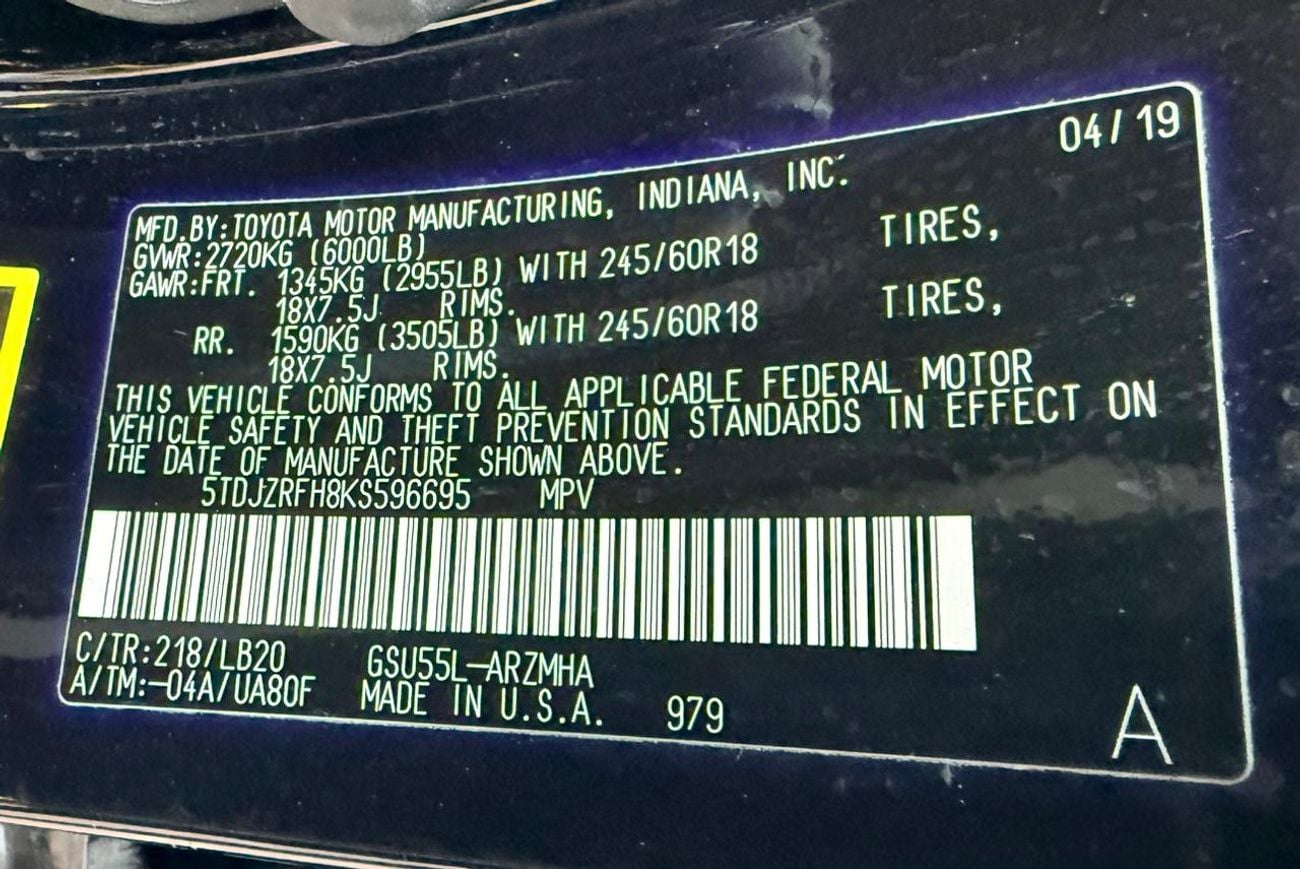 04/19
MFD.BY:TOYOTA MOTOR MANUFACTURING, INDIANA, INC.
GVWR:2720KG (6000LB)
GAWR:FRT. 1345KG (2955LB) WITH 245/60R18 TIRES,
18X7.5J RIMS.
RR. 1590KG (3505LB) WITH 245/60R18 TIRES,
18X7.5J RIMS.
THIS VEHICLE CONFORMS TO ALL APPLICABLE FEDERAL MOTOR
VEHICLE SAFETY AND THEFT PREVENTION STANDARDS IN EFFECT ON
THE DATE OF MANUFACTURE SHOWN ABOVE.
5TDJZRFH8KS596695 MPV
C/TR:218/LB20 GSU55L-ARZMHA
A/TM:-04A/UA80F MADE IN U.S.A. 979
A